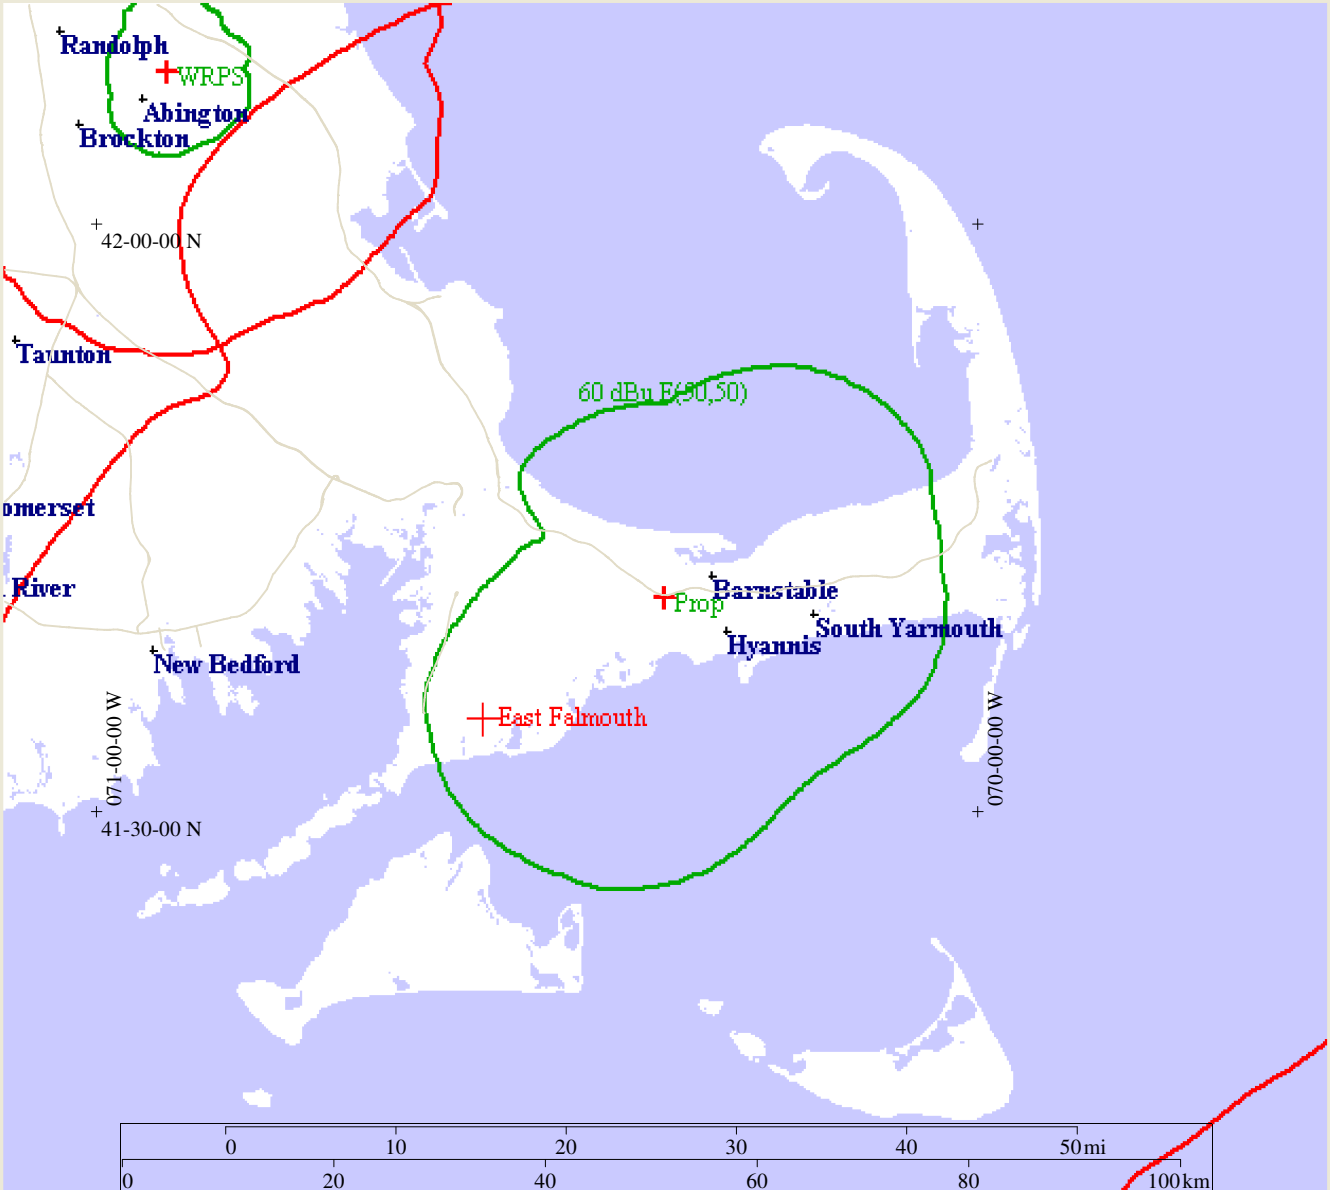 Randolph
WRPS
Abington
Brockton
42-00-00 N
Taunton
60 dBu F(50,50)
omerset
River
Barnstable
Prop
South Yarmouth
Hyannis
New Bedford
East Falmouth
071-00-00 W
070-00-00 W
41-30-00 N
0 10 20 30 40 50 mi
0 20 40 60 80 100 km